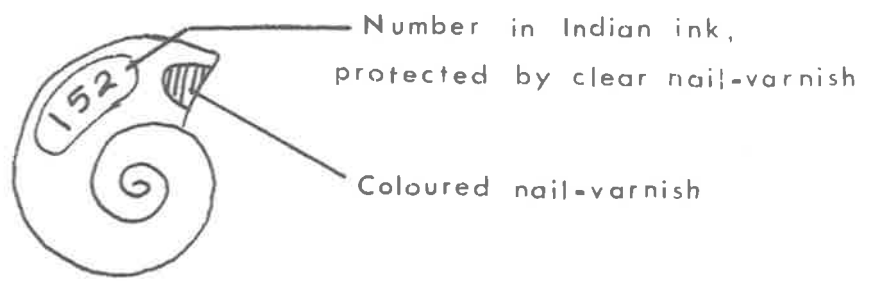 152
Number in Indian ink,
protected by clear nail-varnish
Coloured nail-varnish